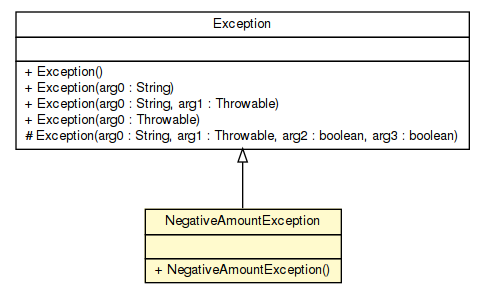 Exception
+ Exception()
+ Exception(arg0 : String)
+ Exception(arg0 : String, arg1 : Throwable)
+ Exception(arg0 : Throwable)
# Exception(arg0 : String, arg1 : Throwable, arg2 : boolean, arg3 : boolean)
NegativeAmountException
+ NegativeAmountException()